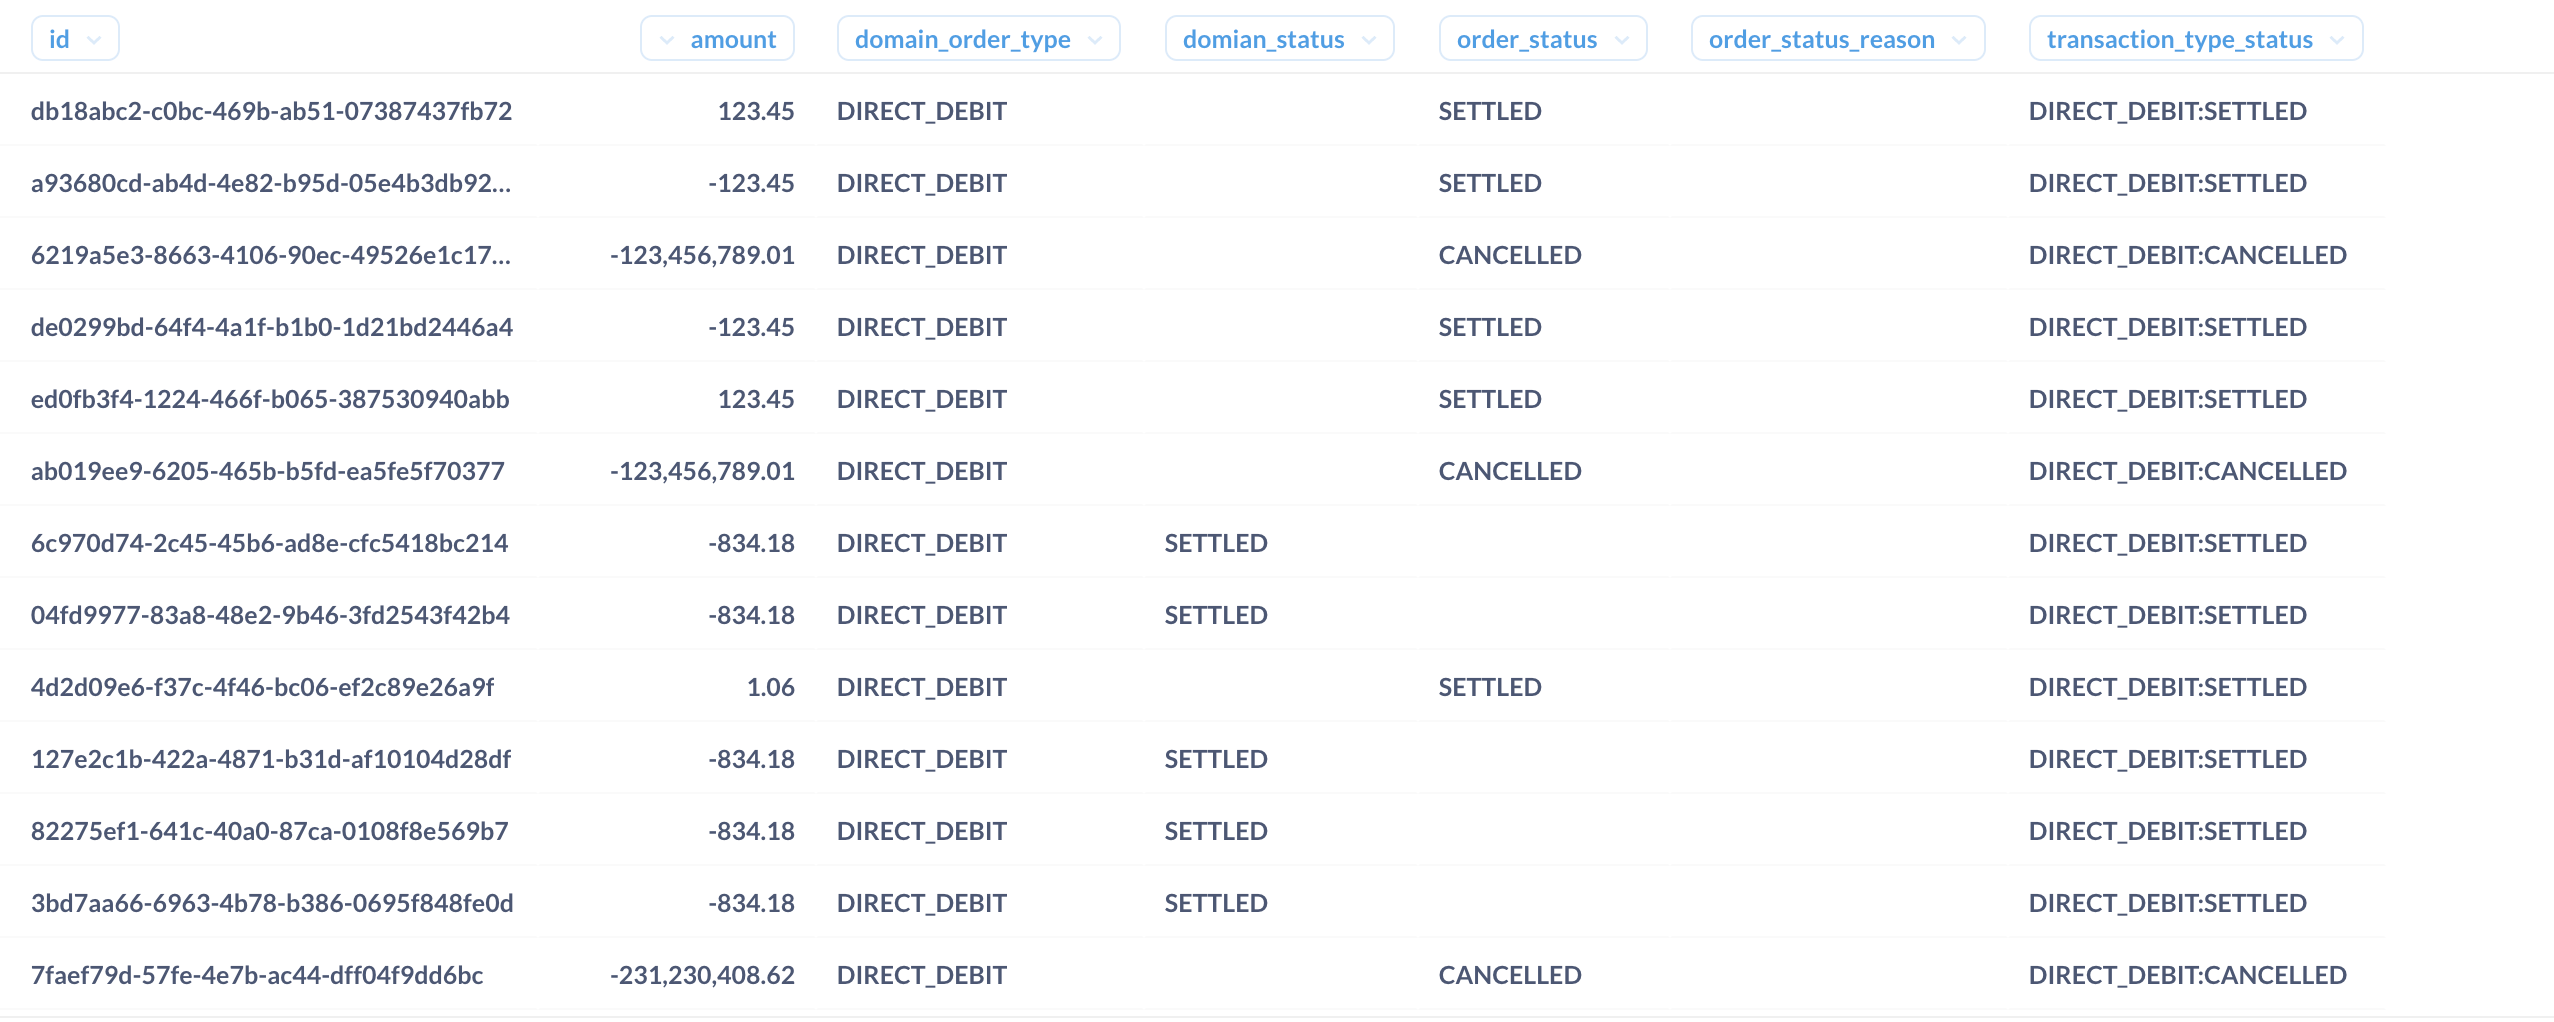 id amount domain_order_type domian_status order_status order_status_reason transaction_type_status
db18abc2-c0bc-469b-ab51-07387437fb72 123.45 DIRECT_DEBIT SETTLED DIRECT_DEBIT:SETTLED
a93680cd-ab4d-4e82-b95d-05e4b3db92... -123.45 DIRECT_DEBIT SETTLED DIRECT_DEBIT:SETTLED
6219a5e3-8663-4106-90ec-49526e1c17... -123,456,789.01 DIRECT_DEBIT CANCELLED DIRECT_DEBIT:CANCELLED
de0299bd-64f4-4a1f-b1b0-1d21bd2446a4 -123.45 DIRECT_DEBIT SETTLED DIRECT_DEBIT:SETTLED
ed0fb3f4-1224-466f-b065-387530940abb 123.45 DIRECT_DEBIT SETTLED DIRECT_DEBIT:SETTLED
ab019ee9-6205-465b-b5fd-ea5fe5f70377 -123,456,789.01 DIRECT_DEBIT CANCELLED DIRECT_DEBIT:CANCELLED
6c970d74-2c45-45b6-ad8e-cfc5418bc214 -834.18 DIRECT_DEBIT SETTLED DIRECT_DEBIT:SETTLED
04fd9977-83a8-48e2-9b46-3fd2543f42b4 -834.18 DIRECT_DEBIT SETTLED DIRECT_DEBIT:SETTLED
4d2d09e6-f37c-4f46-bc06-ef2c89e26a9f 1.06 DIRECT_DEBIT SETTLED DIRECT_DEBIT:SETTLED
127e2c1b-422a-4871-b31d-af10104d28df -834.18 DIRECT_DEBIT SETTLED DIRECT_DEBIT:SETTLED
82275ef1-641c-40a0-87ca-0108f8e569b7 -834.18 DIRECT_DEBIT SETTLED DIRECT_DEBIT:SETTLED
3bd7aa66-6963-4b78-b386-0695f848fe0d -834.18 DIRECT_DEBIT SETTLED DIRECT_DEBIT:SETTLED
7faef79d-57fe-4e7b-ac44-dff04f9dd6bc -231,230,408.62 DIRECT_DEBIT CANCELLED DIRECT_DEBIT:CANCELLED